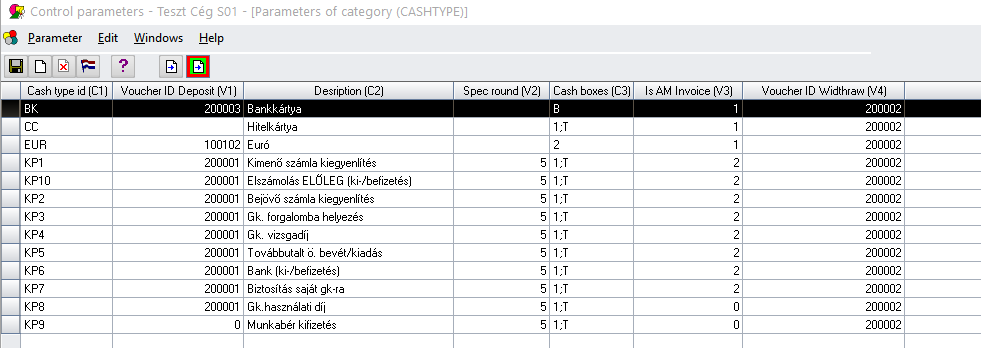 Control parameters - Teszt Cég S01 - [Parameters of category (CASHTYPE)]
Parameter Edit Windows Help
Cash type id (C1) Voucher ID Deposit (V1) Desription (C2) Spec round (V2) Cash boxes (C3) Is AM Invoice (V3) Voucher ID Widthraw (V4)
BK 200003 Bankkártya B 1 200002
CC Hitelkártya 1;T 1 200002
EUR 100102 Euró 2 1 200002
KP1 200001 Kimenő számla kiegyenlítés 5 1;T 2 200002
KP10 200001 Elszámolás ELŐLEG (ki-/befizetés) 5 1;T 2 200002
KP2 200001 Bejövő számla kiegyenlítés 5 1;T 2 200002
KP3 200001 Gk. forgalomba helyezés 5 1;T 2 200002
KP4 200001 Gk. vizsgadíj 5 1;T 2 200002
KP5 200001 Továbbutalt ö. bevét/kiadás 5 1;T 2 200002
KP6 200001 Bank (ki-/befizetés) 5 1;T 2 200002
KP7 200001 Biztosítás saját gk-ra 5 1;T 2 200002
KP8 200001 Gk.használati díj 5 1;T 0 200002
KP9 0 Munkabér kifizetés 5 1;T 0 200002